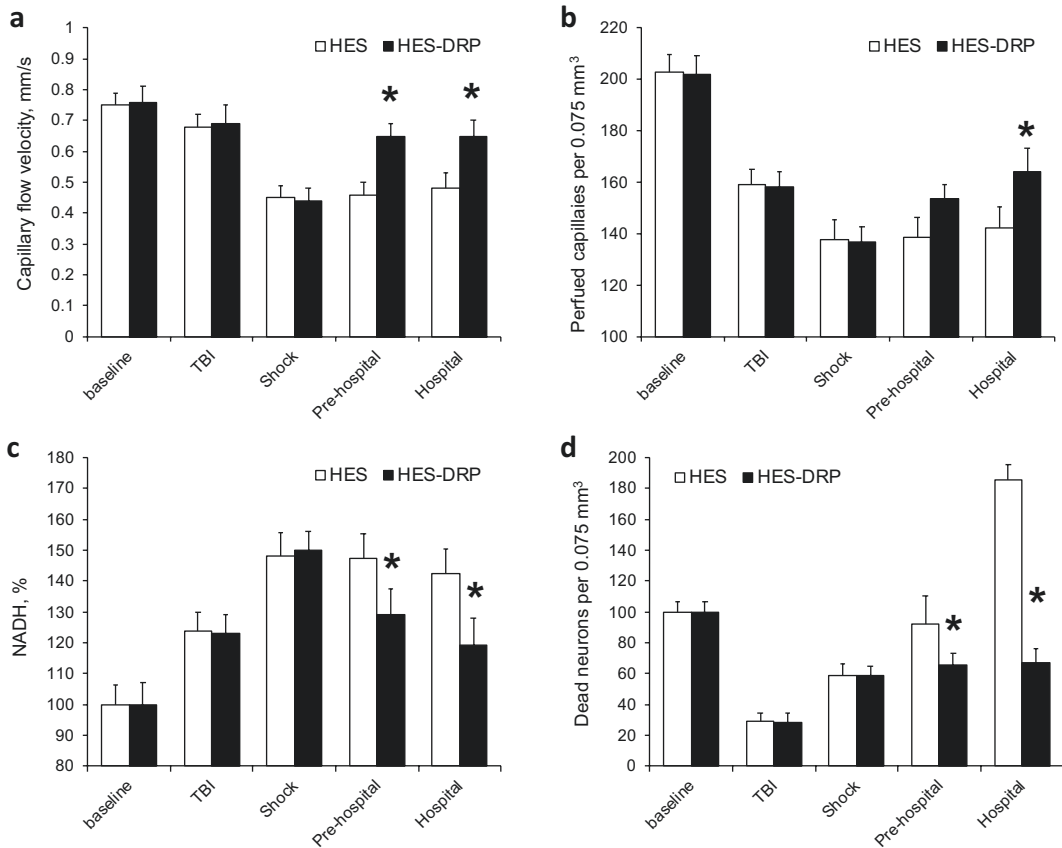 a
Capillary flow velocity, mm/s
HES HES-DRP
1
0.9
0.8
0.7
0.6
0.5
0.4
0.3
0.2
0.1
0
* *
baseline TBI Shock Pre-hospital Hospital
b
Perfued capillaies per 0.075 mm³
HES HES-DRP
220
200
180
160
140
120
100
*
baseline TBI Shock Pre-hospital Hospital
c
NADH, %
HES HES-DRP
180
170
160
150
140
130
120
110
100
90
80
* *
baseline TBI Shock Pre-hospital Hospital
d
Dead neurons per 0.075 mm³
HES HES-DRP
200
180
160
140
120
100
80
60
40
20
0
* *
baseline TBI Shock Pre-hospital Hospital